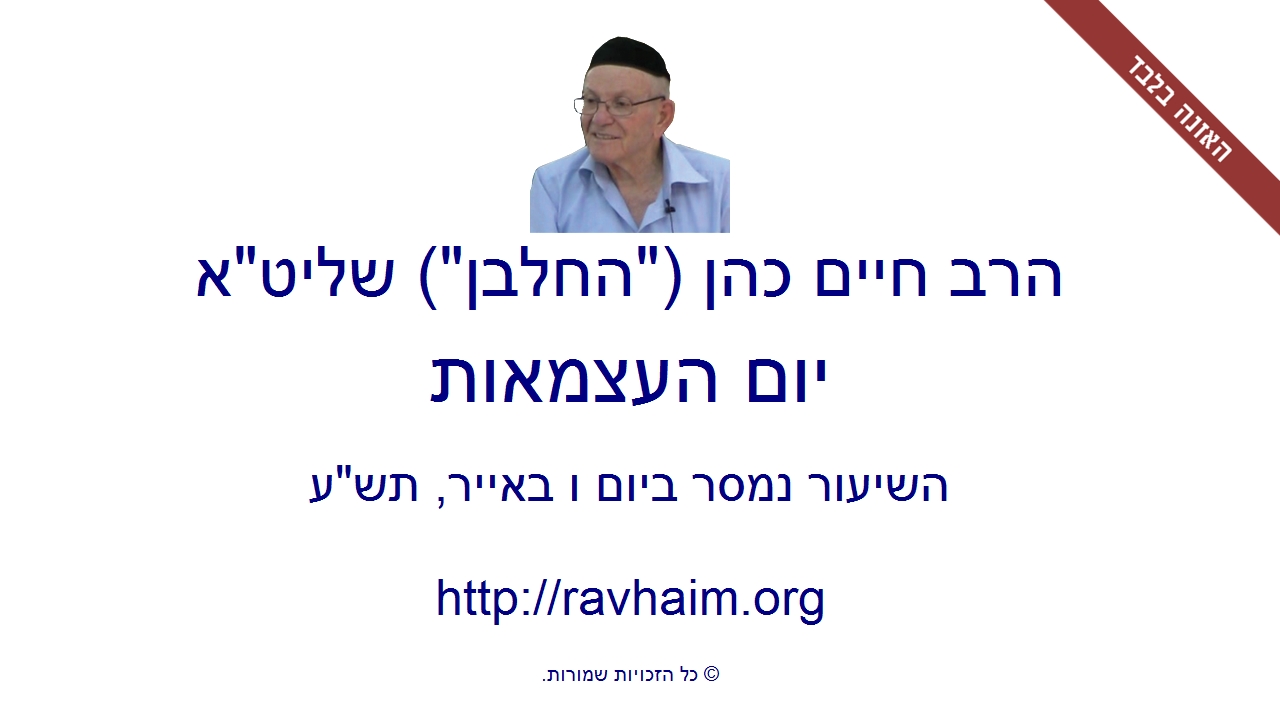 האזנה בלבד
הרב חיים כהן ("החלבן") שליט"א
יום העצמאות
השיעור נמסר ביום ו באייר, תש"ע
http://ravhaim.org
© כל הזכויות שמורות.